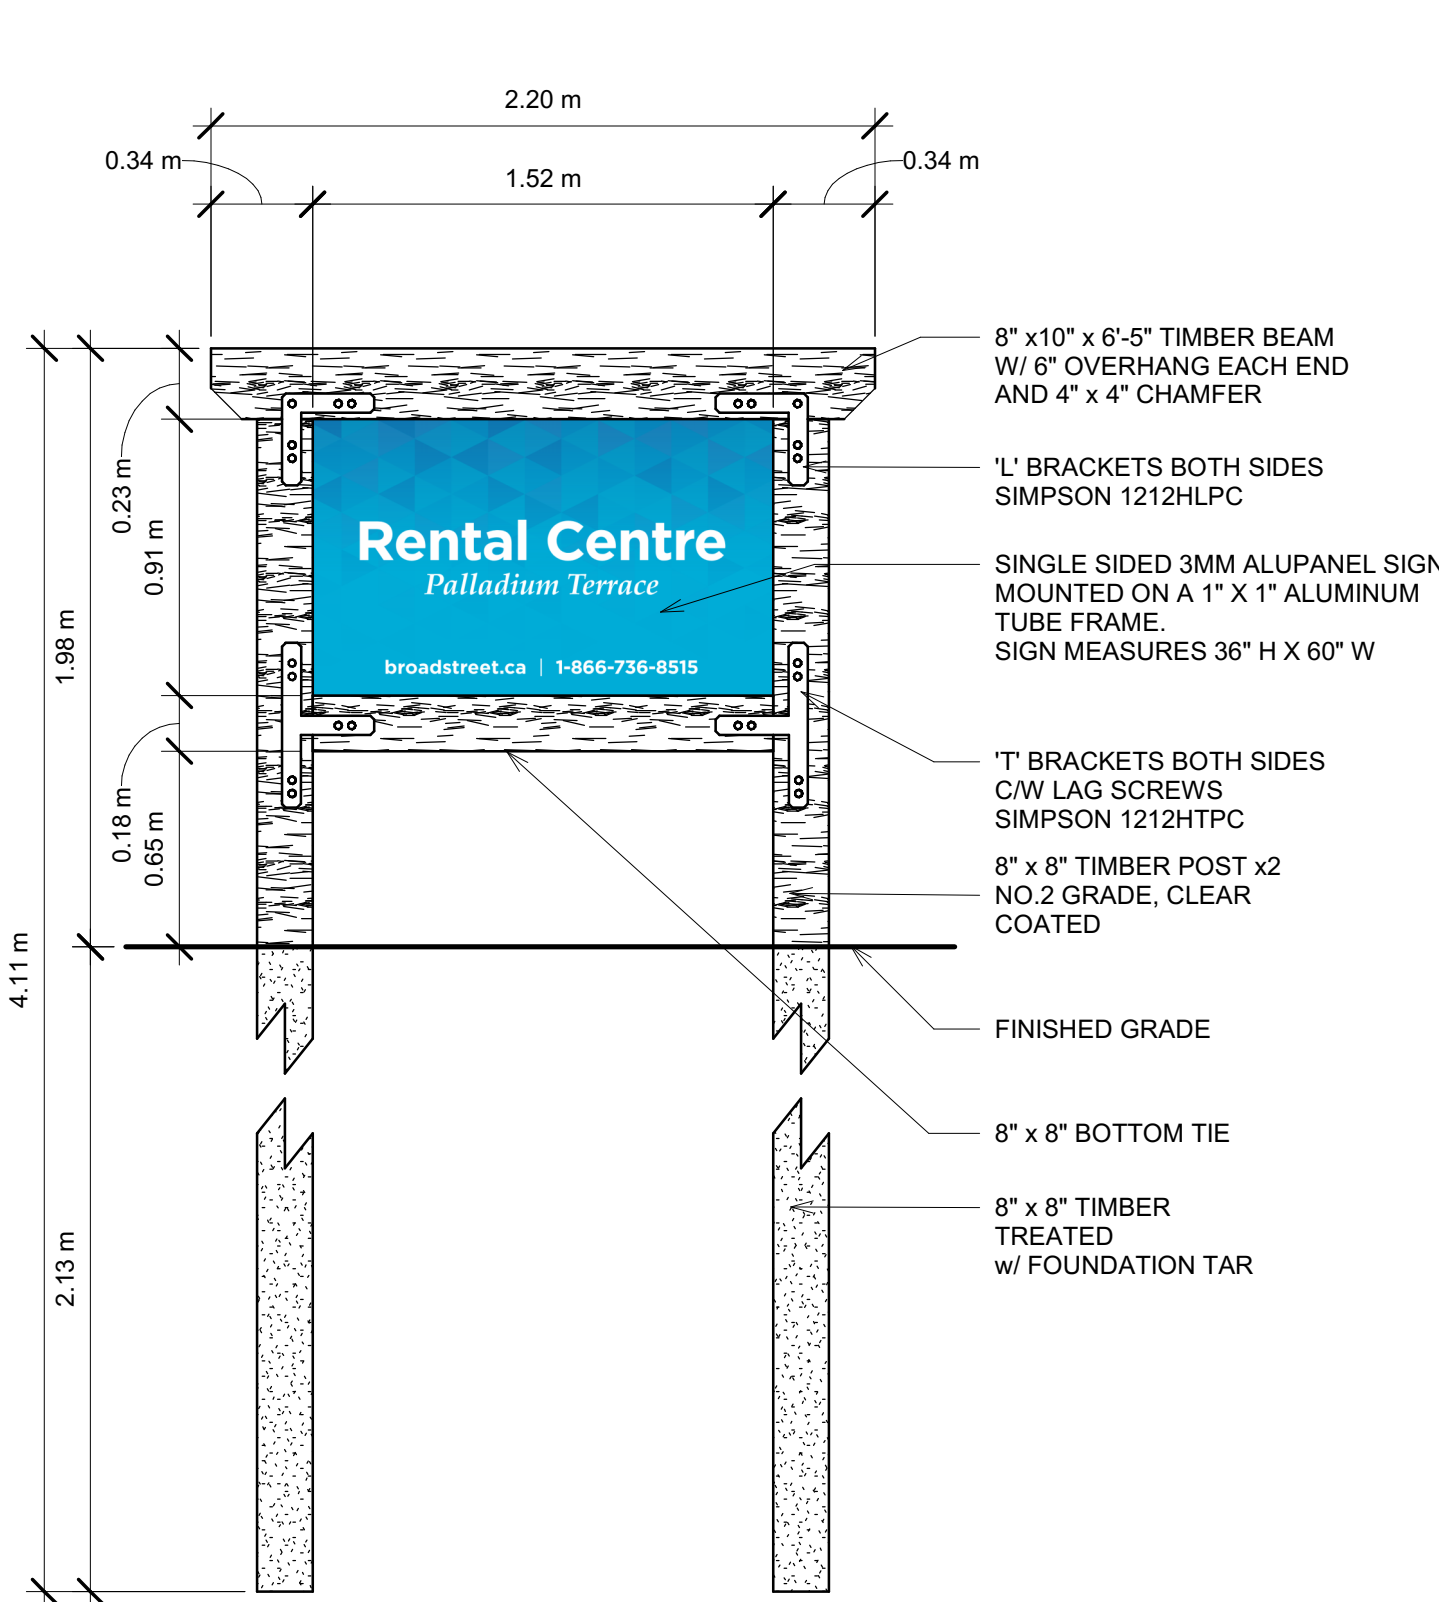 2.20 m
0.34 m
0.34 m
1.52 m
8" x10" x 6'-5" TIMBER BEAM
W/ 6" OVERHANG EACH END
AND 4" x 4" CHAMFER
'L' BRACKETS BOTH SIDES
SIMPSON 1212HLPC
SINGLE SIDED 3MM ALUPANEL SIGN
MOUNTED ON A 1" X 1" ALUMINUM
TUBE FRAME.
SIGN MEASURES 36" H X 60" W
'T' BRACKETS BOTH SIDES
C/W LAG SCREWS
SIMPSON 1212HTPC
8" x 8" TIMBER POST x2
NO.2 GRADE, CLEAR
COATED
FINISHED GRADE
8" x 8" BOTTOM TIE
8" x 8" TIMBER
TREATED
w/ FOUNDATION TAR
Rental Centre
Palladium Terrace
broadstreet.ca | 1-866-736-8515
0.23 m
0.91 m
1.98 m
0.18 m
0.65 m
4.11 m
2.13 m